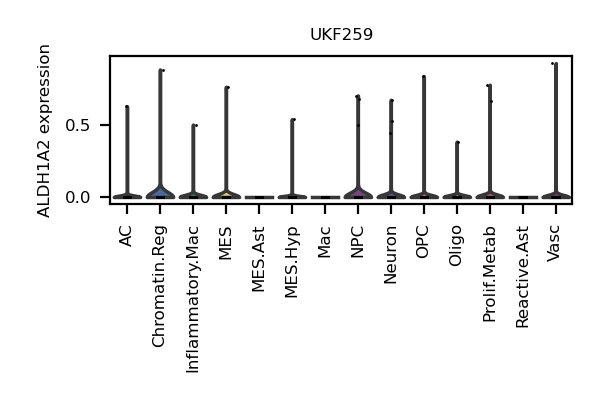 UKF259
ALDH1A2 expression
0.5
0.0
AC
Chromatin.Reg
Inflammatory.Mac
MES
MES.Ast
MES.Hyp
Mac
NPC
Neuron
OPC
Oligo
Prolif.Metab
Reactive.Ast
Vasc